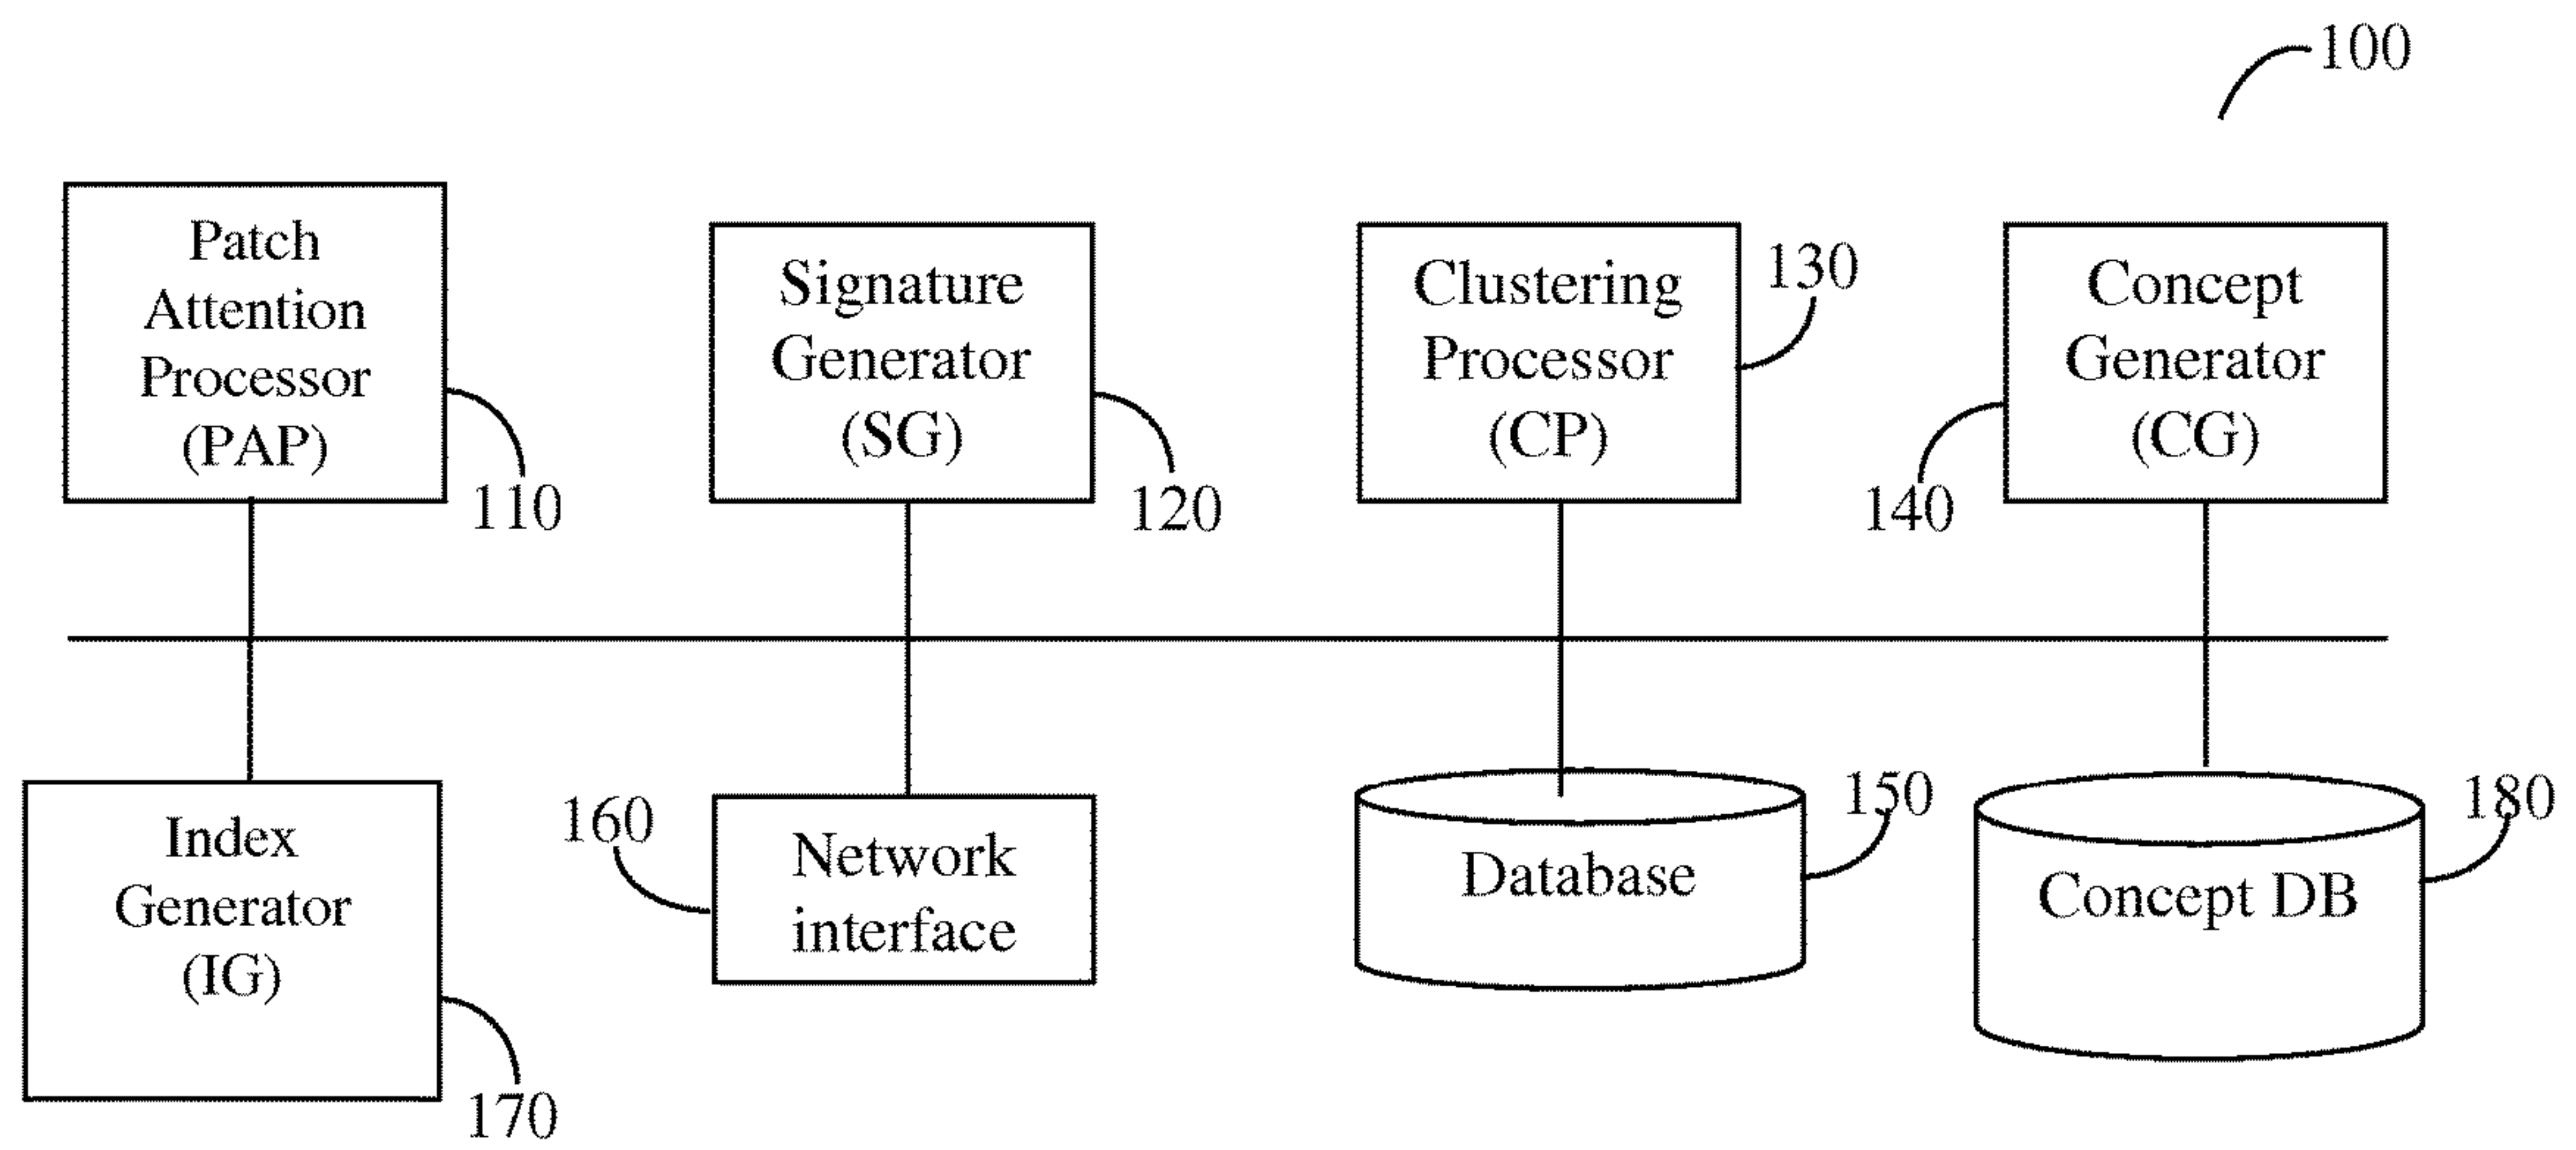 100
Patch
Attention
Processor
(PAP)
110
Signature
Generator
(SG)
120
Clustering
Processor
(CP)
130
Concept
Generator
(CG)
140
Index
Generator
(IG)
170
160
Network
interface
Database
150
Concept DB
180